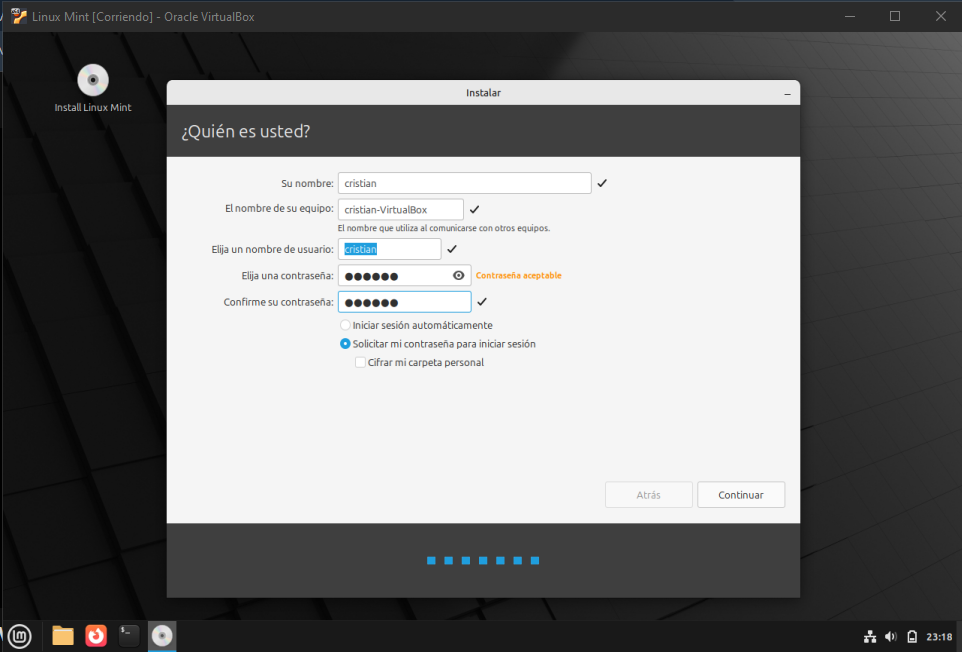 Linux Mint [Corriendo] - Oracle VirtualBox
Install Linux Mint
Instalar
¿Quién es usted?
Su nombre: cristian
El nombre de su equipo: cristian-VirtualBox
El nombre que utiliza al comunicarse con otros equipos.
Elija un nombre de usuario: cristian
Elija una contraseña: ●●●●●● Contraseña aceptable
Confirme su contraseña: ●●●●●●
Iniciar sesión automáticamente
Solicitar mi contraseña para iniciar sesión
Cifrar mi carpeta personal
Atrás Continuar
23:18